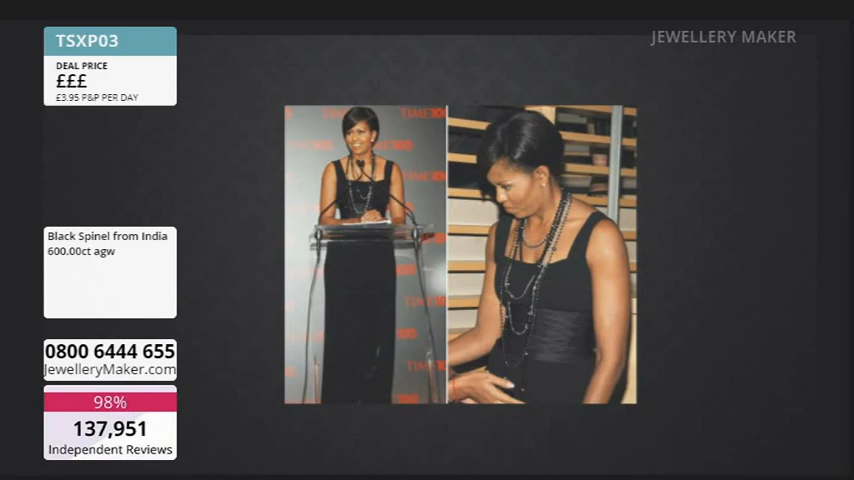 TSXP03
DEAL PRICE
£££
£3.95 P&P PER DAY
JEWELLERY MAKER
TIME100
Black Spinel from India
600.00ct agw
0800 6444 655
JewelleryMaker.com
98%
137,951
Independent Reviews